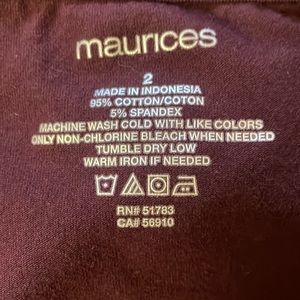 maurices
2
MADE IN INDONESIA
95% COTTON/COTON
5% SPANDEX
MACHINE WASH COLD WITH LIKE COLORS
ONLY NON-CHLORINE BLEACH WHEN NEEDED
TUMBLE DRY LOW
WARM IRON IF NEEDED
RN# 51783
CA# 56910